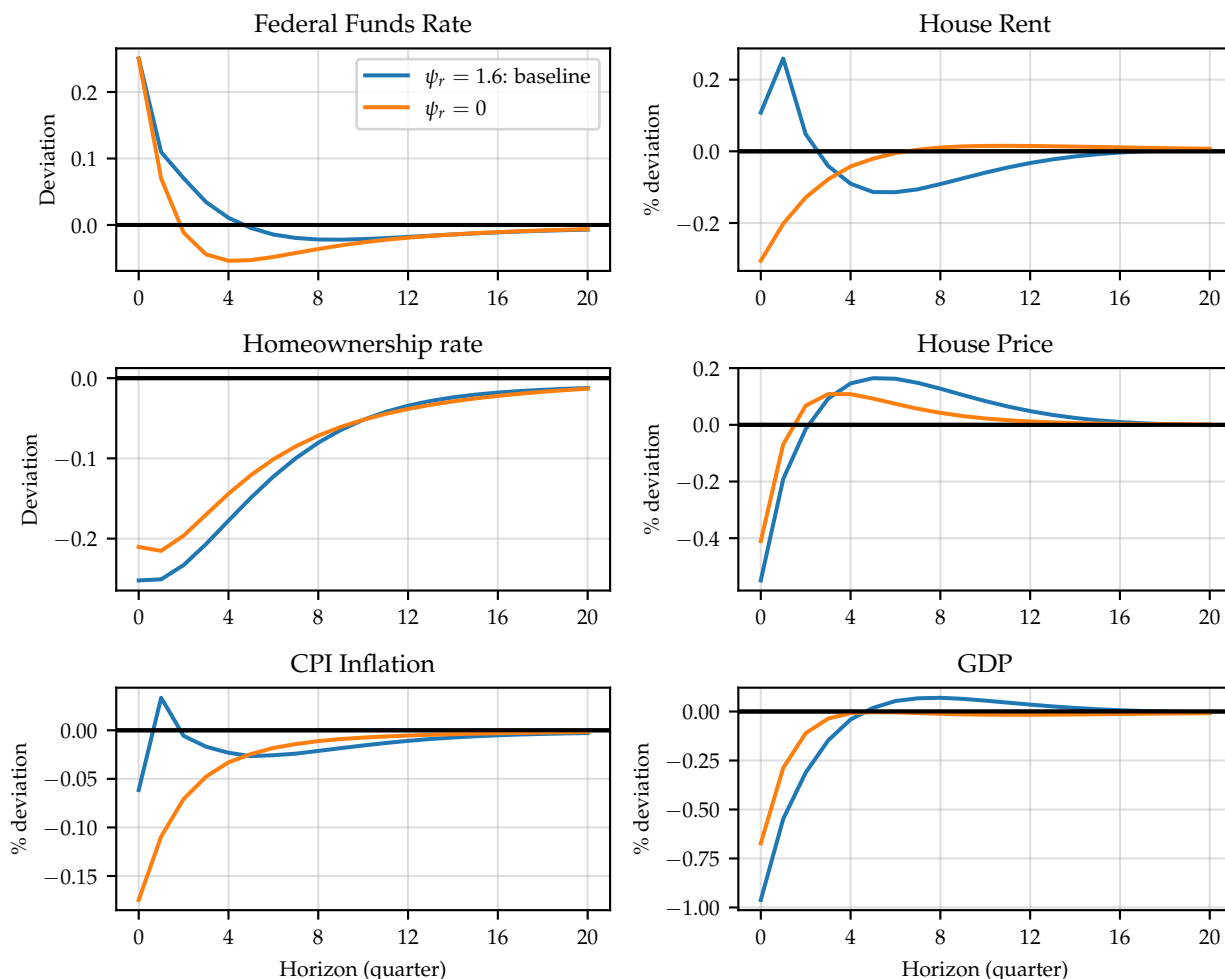 Federal Funds Rate
Deviation
0.2
0.1
0.0
ψr = 1.6: baseline
ψr = 0
0 4 8 12 16 20
House Rent
% deviation
0.2
0.0
−0.2
0 4 8 12 16 20
Homeownership rate
Deviation
0.0
−0.1
−0.2
0 4 8 12 16 20
House Price
% deviation
0.2
0.0
−0.2
−0.4
0 4 8 12 16 20
CPI Inflation
% deviation
0.00
−0.05
−0.10
−0.15
0 4 8 12 16 20
Horizon (quarter)
GDP
% deviation
0.00
−0.25
−0.50
−0.75
−1.00
0 4 8 12 16 20
Horizon (quarter)